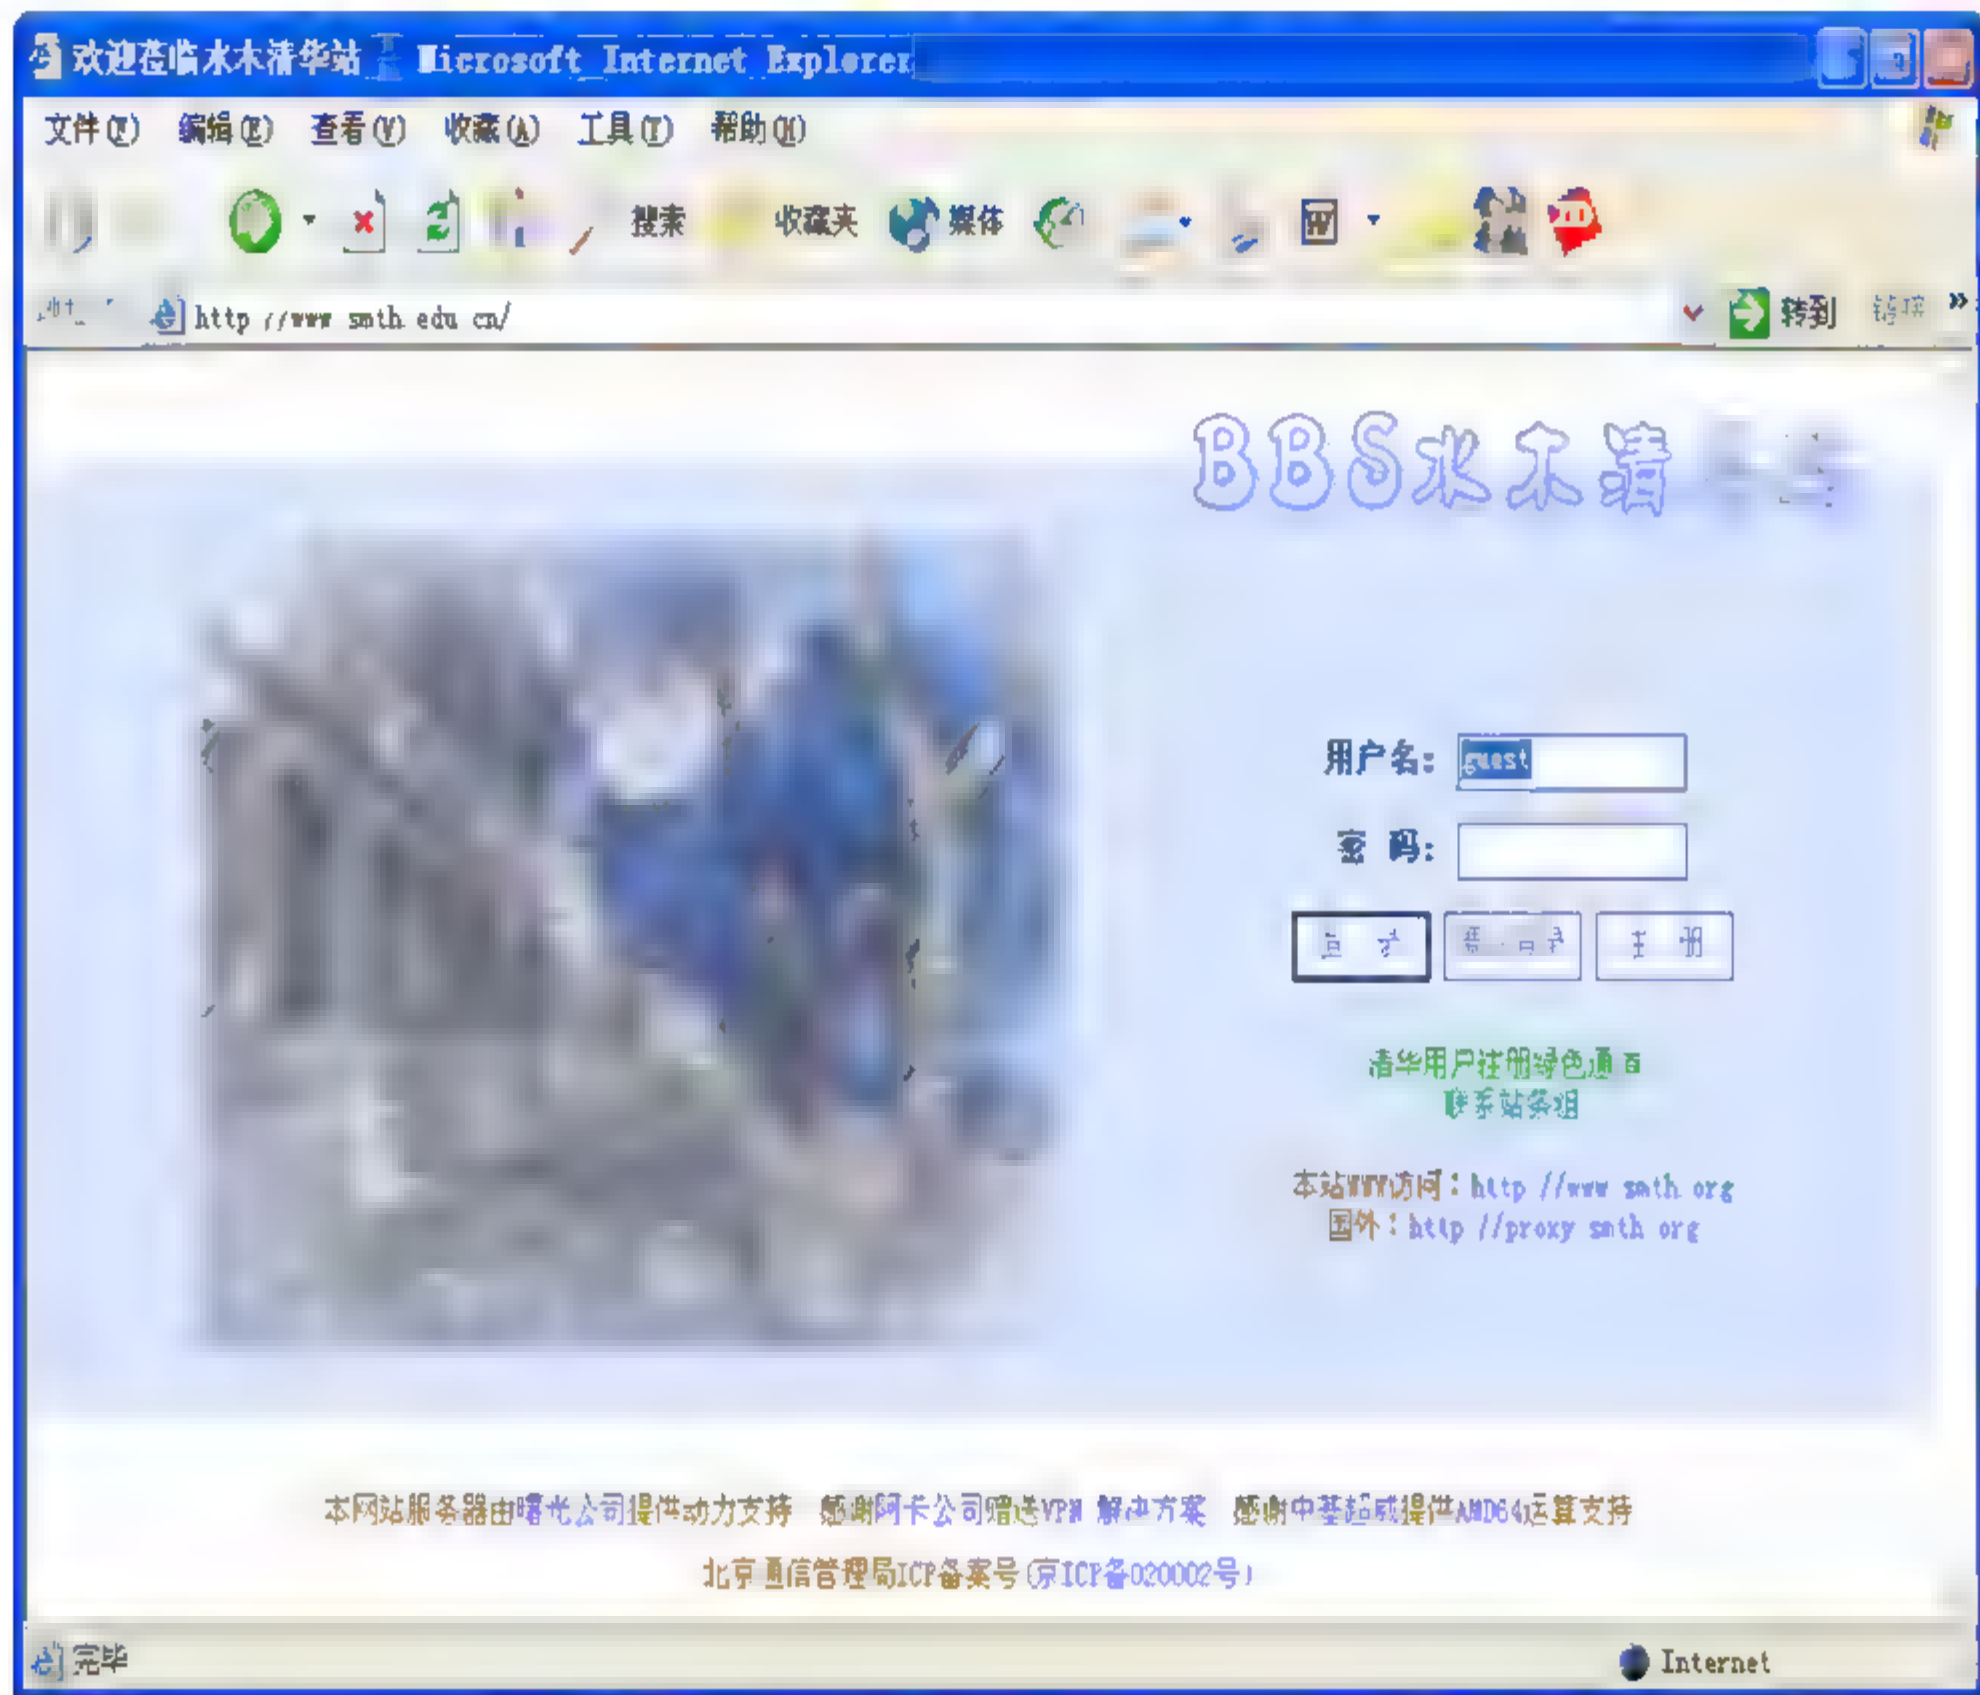 欢迎莅临水木清华站 Microsoft Internet Explorer
文件(F) 编辑(E) 查看(V) 收藏(A) 工具(T) 帮助(H)
搜索 收藏夹 媒体
http://www.smth.edu.cn/ 转到 »
BBS水木清
用户名: guest
密 码:
清华用户注册绿色通道
联系站务组
本站WWW访问:http://www.smth.org
国外:http://proxy.smth.org
本网站服务器由曙光公司提供动力支持 感谢阿卡公司赠送VPN 解决方案 感谢中基超威提供AMD64运算支持
北京通信管理局ICP备案号(京ICP备020002号)
完毕 Internet